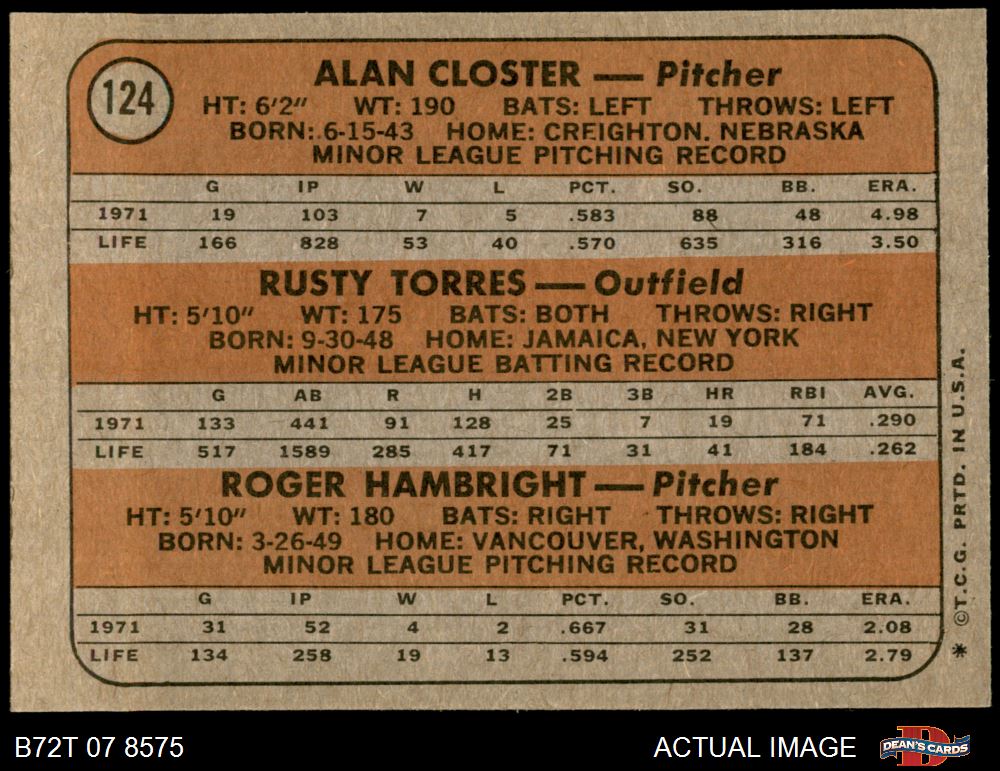 124
ALAN CLOSTER — Pitcher
HT: 6'2" WT: 190 BATS: LEFT THROWS: LEFT
BORN: 6-15-43 HOME: CREIGHTON. NEBRASKA
MINOR LEAGUE PITCHING RECORD
G IP W L PCT. SO. BB. ERA.
1971 19 103 7 5 .583 88 48 4.98
LIFE 166 828 53 40 .570 635 316 3.50
RUSTY TORRES — Outfield
HT: 5'10" WT: 175 BATS: BOTH THROWS: RIGHT
BORN: 9-30-48 HOME: JAMAICA, NEW YORK
MINOR LEAGUE BATTING RECORD
G AB R H 2B 3B HR RBI AVG.
1971 133 441 91 128 25 7 19 71 .290
LIFE 517 1589 285 417 71 31 41 184 .262
ROGER HAMBRIGHT — Pitcher
HT: 5'10" WT: 180 BATS: RIGHT THROWS: RIGHT
BORN: 3-26-49 HOME: VANCOUVER, WASHINGTON
MINOR LEAGUE PITCHING RECORD
G IP W L PCT. SO. BB. ERA.
1971 31 52 4 2 .667 31 28 2.08
LIFE 134 258 19 13 .594 252 137 2.79
* ©T.C.G. PRTD. IN U.S.A.
B72T 07 8575 ACTUAL IMAGE
DEAN'S CARDS